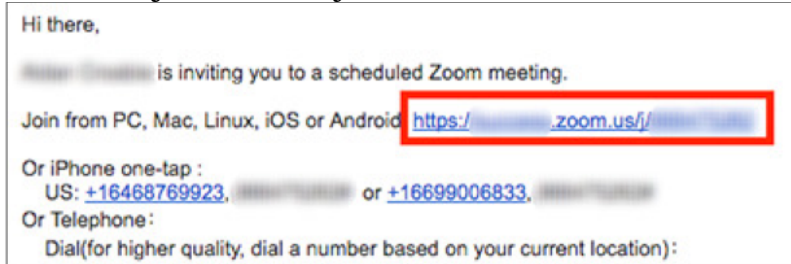 Hi there,
is inviting you to a scheduled Zoom meeting.
Join from PC, Mac, Linux, iOS or Android: https:/ .zoom.us/j/
Or iPhone one-tap :
US: +16468769923, or +16699006833,
Or Telephone:
Dial(for higher quality, dial a number based on your current location):